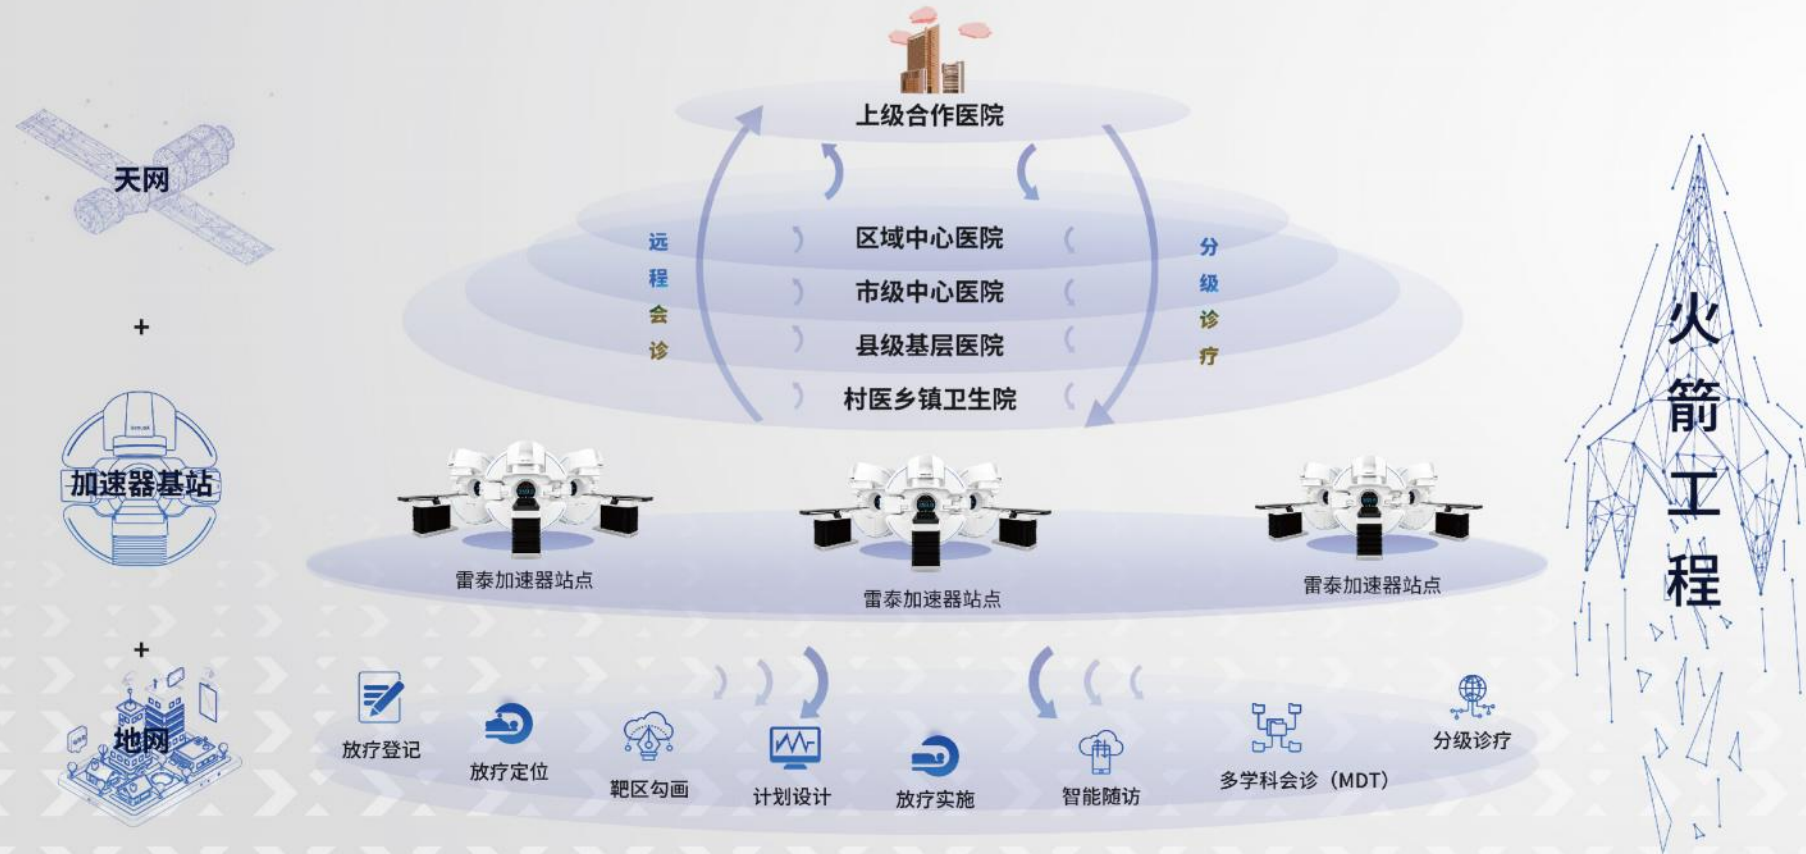 上级合作医院
天网
区域中心医院
市级中心医院
县级基层医院
村医乡镇卫生院
远程会诊
分级诊疗
+
加速器基站
雷泰加速器站点
雷泰加速器站点
雷泰加速器站点
+
地网
放疗登记
放疗定位
靶区勾画
计划设计
放疗实施
智能随访
多学科会诊（MDT）
分级诊疗
火箭工程